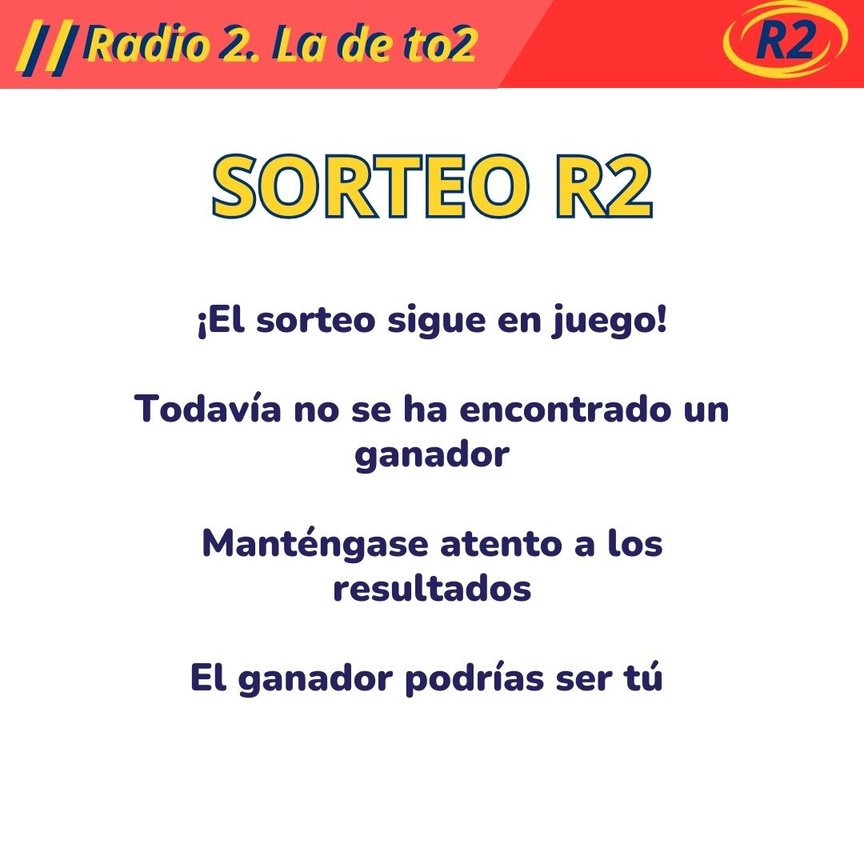 Radio 2. La de to2
R2
SORTEO R2
¡El sorteo sigue en juego!
Todavía no se ha encontrado un
ganador
Manténgase atento a los
resultados
El ganador podrías ser tú